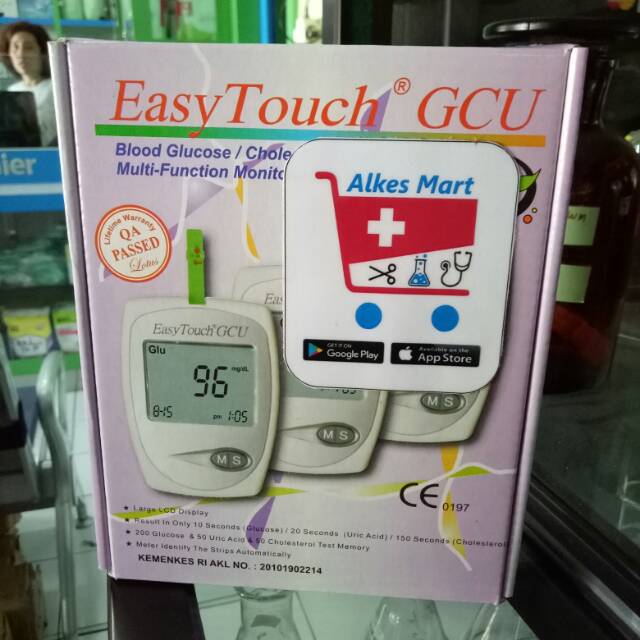 EasyTouch® GCU
Blood Glucose /
Multi-Function
Alkes Mart
Lifetime Warranty
QA
PASSED
Lotus
GET IT ON
Google Play
Available on the
App Store
EasyTouch® GCU
Glu
96 mg/dL
8-15 pm 1:05
M S
M S
M S
CE 0197
★ Large LCD Display
★ Result In Only 10 Seconds (Glucose) / 20 Seconds (Uric Acid) / 150 Seconds (Cholesterol)
★ 200 Glucose & 50 Uric Acid & 50 Cholesterol Test Memory
★ Meter Identify The Strips Automatically
KEMENKES RI AKL NO. : 20101902214